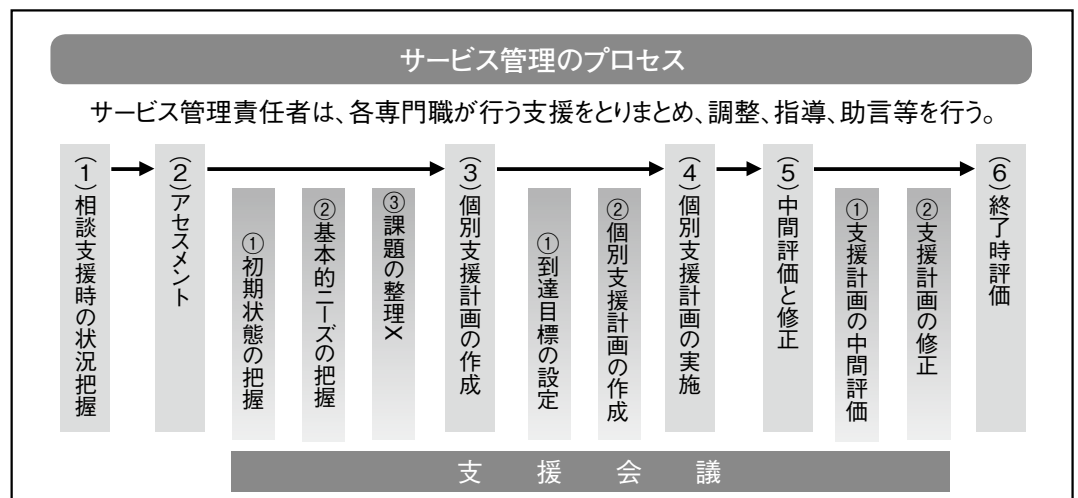 サービス管理のプロセス
サービス管理責任者は、各専門職が行う支援をとりまとめ、調整、指導、助言等を行う。
(1)相談支援時の状況把握
(2)アセスメント
①初期状態の把握
②基本的ニーズの把握
③課題の整理X
(3)個別支援計画の作成
①到達目標の設定
②個別支援計画の作成
(4)個別支援計画の実施
(5)中間評価と修正
①支援計画の中間評価
②支援計画の修正
(6)終了時評価
支援会議